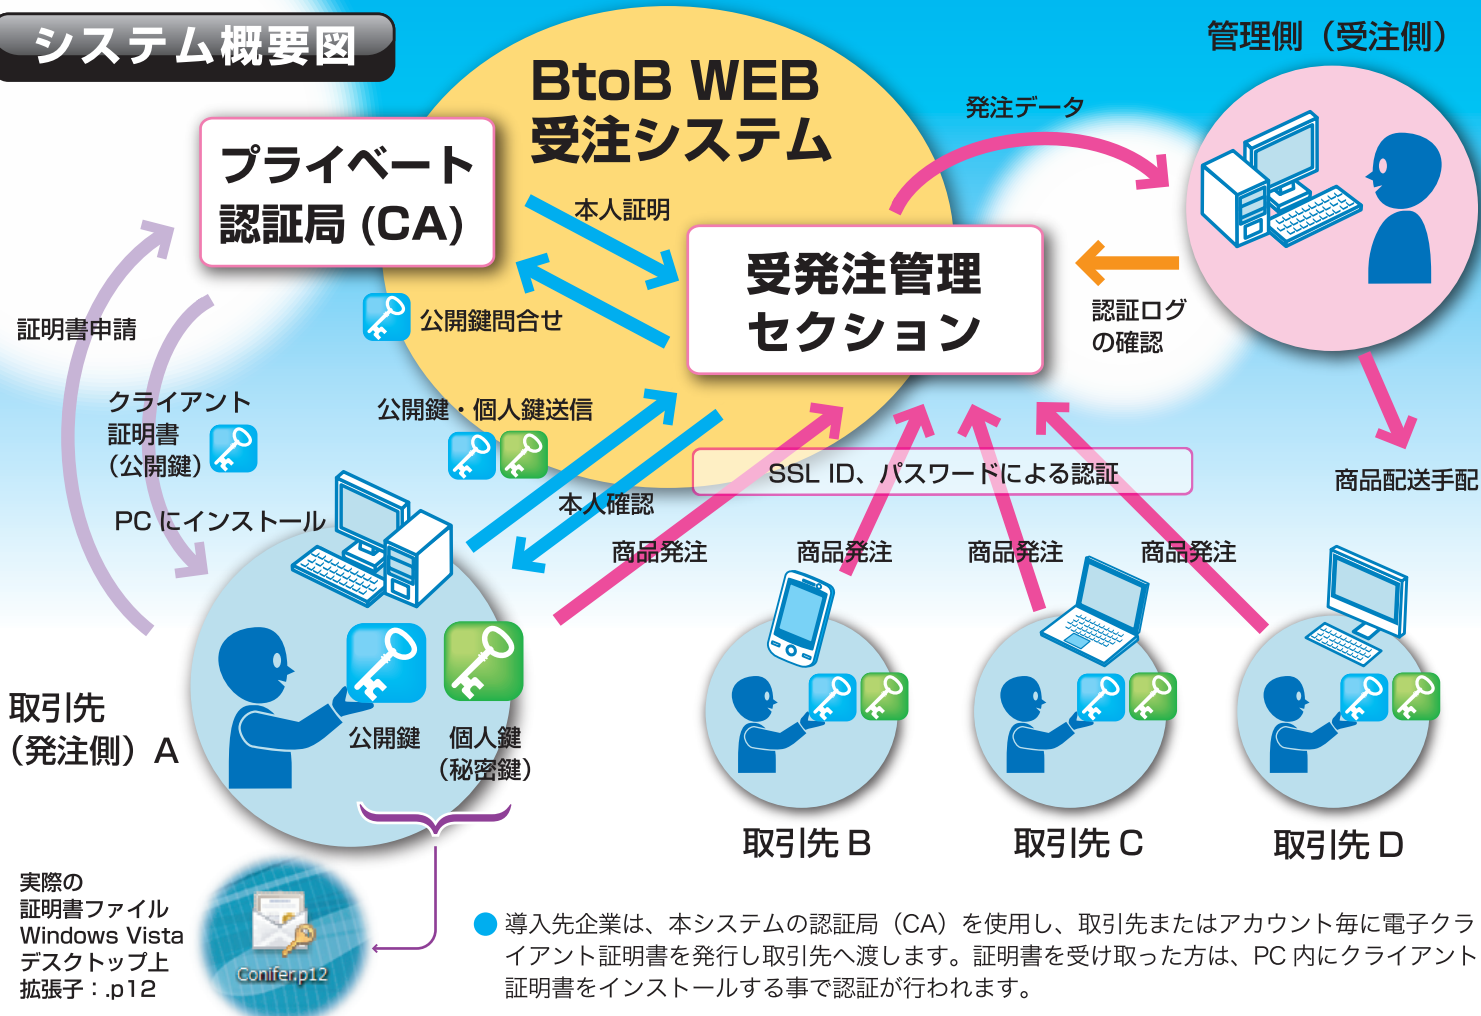 システム概要図
BtoB WEB
受注システム
管理側（受注側）
プライベート
認証局 (CA)
発注データ
本人証明
受発注管理
セクション
認証ログ
の確認
証明書申請
公開鍵問合せ
クライアント
証明書
（公開鍵）
公開鍵・個人鍵送信
SSL ID、パスワードによる認証
商品配送手配
PC にインストール
本人確認
商品発注
商品発注
商品発注
商品発注
取引先
（発注側）A
公開鍵
個人鍵
（秘密鍵）
取引先 B
取引先 C
取引先 D
実際の
証明書ファイル
Windows Vista
デスクトップ上
拡張子：.p12
Conifer.p12
● 導入先企業は、本システムの認証局（CA）を使用し、取引先またはアカウント毎に電子クラ
イアント証明書を発行し取引先へ渡します。証明書を受け取った方は、PC 内にクライアント
証明書をインストールする事で認証が行われます。